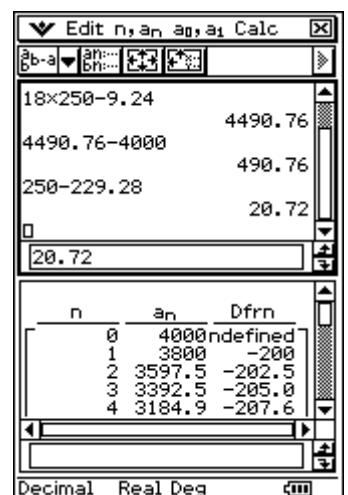 Edit n,an a0,a1 Calc
18×250-9.24
4490.76
4490.76-4000
490.76
250-229.28
20.72
20.72
n an Dfrn
0 4000 ndefined
1 3800 -200
2 3597.5 -202.5
3 3392.5 -205.0
4 3184.9 -207.6
Decimal Real Deg